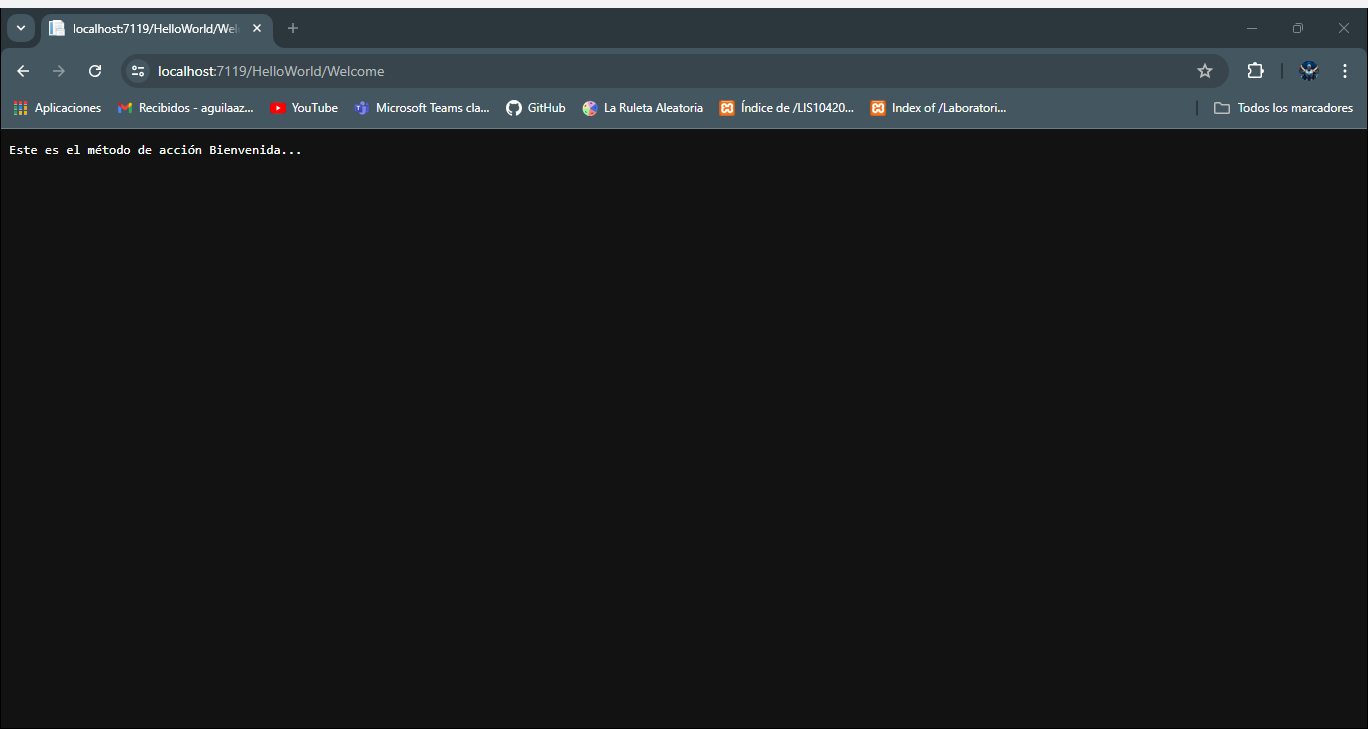 localhost:7119/HelloWorld/Wel
localhost:7119/HelloWorld/Welcome
Aplicaciones Recibidos - aguilaaz... YouTube Microsoft Teams cla... GitHub La Ruleta Aleatoria Índice de /LIS10420... Index of /Laboratori... Todos los marcadores
Este es el método de acción Bienvenida...